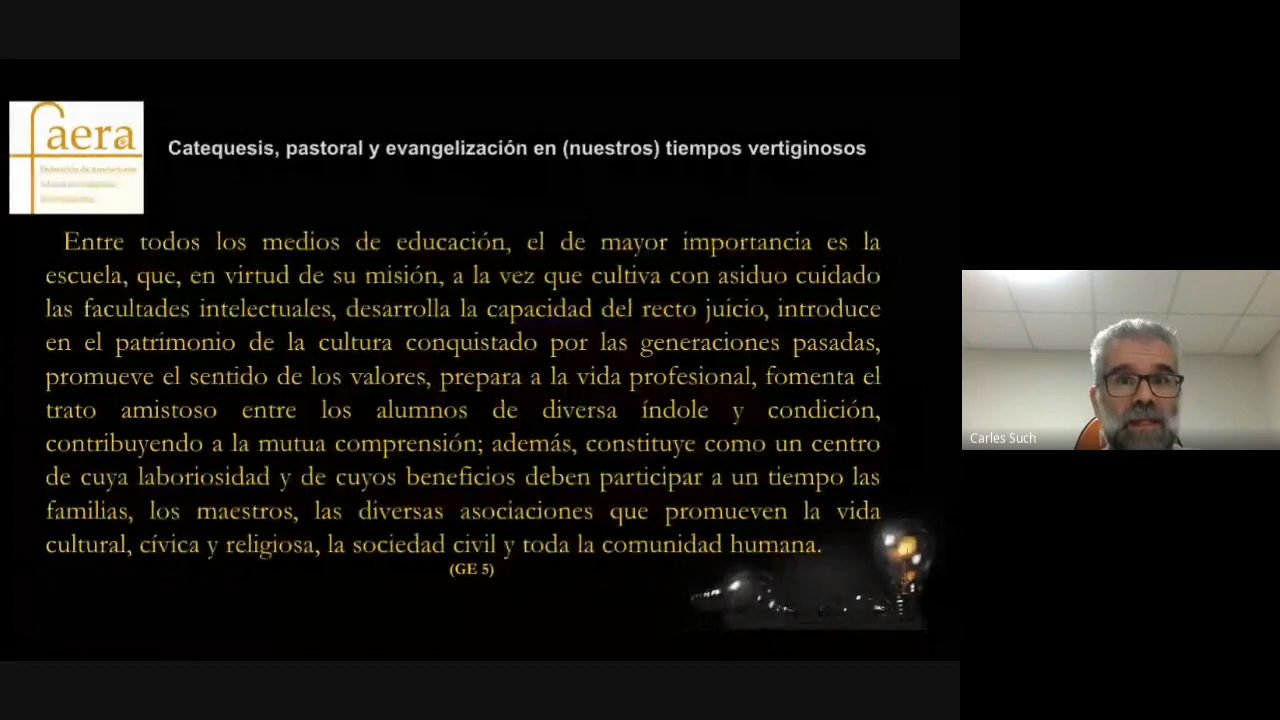 faera
Federación de Asociaciones
Catequesis, pastoral y evangelización en (nuestros) tiempos vertiginosos
Entre todos los medios de educación, el de mayor importancia es la
escuela, que, en virtud de su misión, a la vez que cultiva con asiduo cuidado
las facultades intelectuales, desarrolla la capacidad del recto juicio, introduce
en el patrimonio de la cultura conquistado por las generaciones pasadas,
promueve el sentido de los valores, prepara a la vida profesional, fomenta el
trato amistoso entre los alumnos de diversa índole y condición,
contribuyendo a la mutua comprensión; además, constituye como un centro
de cuya laboriosidad y de cuyos beneficios deben participar a un tiempo las
familias, los maestros, las diversas asociaciones que promueven la vida
cultural, cívica y religiosa, la sociedad civil y toda la comunidad humana.
(GE 5)
Carles Such